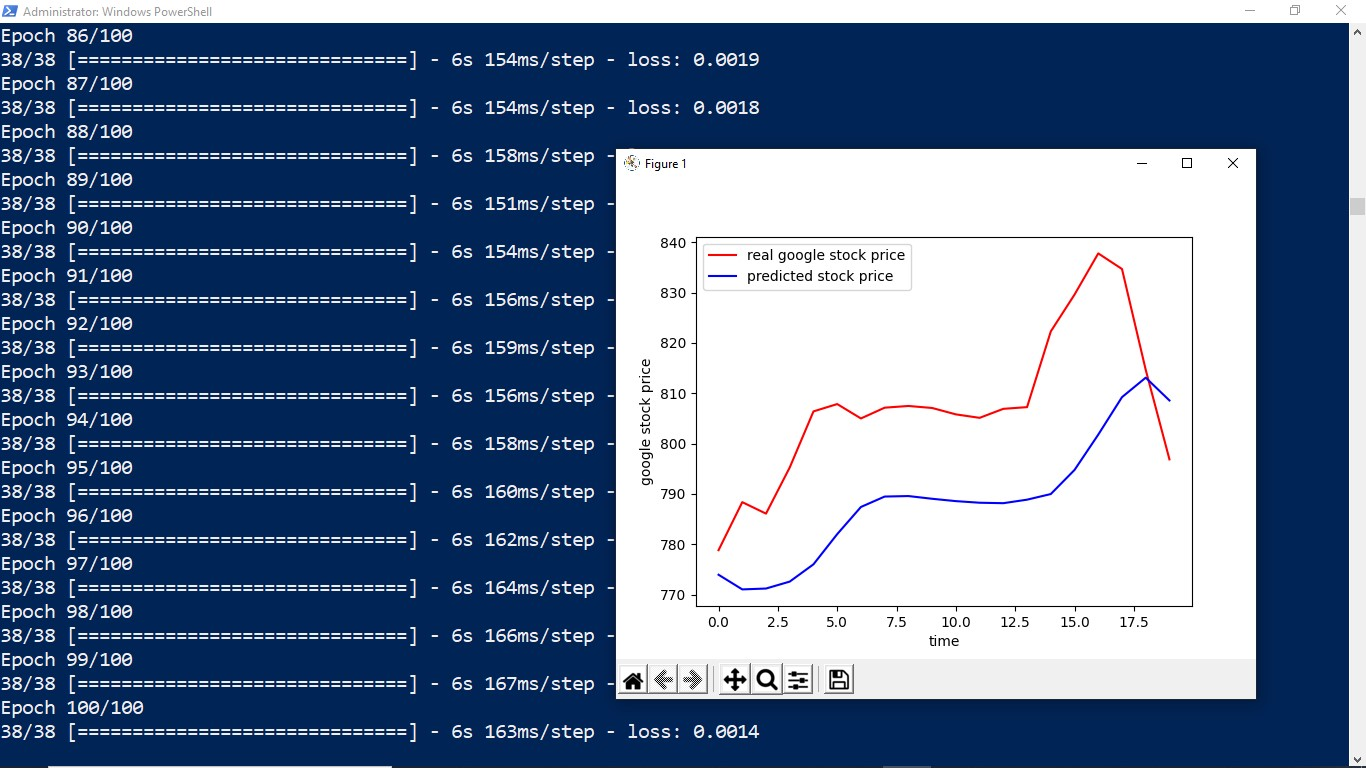 Administrator: Windows PowerShell
Epoch 86/100
38/38 [==============================] - 6s 154ms/step - loss: 0.0019
Epoch 87/100
38/38 [==============================] - 6s 154ms/step - loss: 0.0018
Epoch 88/100
38/38 [==============================] - 6s 158ms/step -
Epoch 89/100
38/38 [==============================] - 6s 151ms/step -
Epoch 90/100
38/38 [==============================] - 6s 154ms/step -
Epoch 91/100
38/38 [==============================] - 6s 156ms/step -
Epoch 92/100
38/38 [==============================] - 6s 159ms/step -
Epoch 93/100
38/38 [==============================] - 6s 156ms/step -
Epoch 94/100
38/38 [==============================] - 6s 158ms/step -
Epoch 95/100
38/38 [==============================] - 6s 160ms/step -
Epoch 96/100
38/38 [==============================] - 6s 162ms/step -
Epoch 97/100
38/38 [==============================] - 6s 164ms/step -
Epoch 98/100
38/38 [==============================] - 6s 166ms/step -
Epoch 99/100
38/38 [==============================] - 6s 167ms/step -
Epoch 100/100
38/38 [==============================] - 6s 163ms/step - loss: 0.0014
Figure 1
real google stock price
predicted stock price
google stock price
840
830
820
810
800
790
780
770
0.0 2.5 5.0 7.5 10.0 12.5 15.0 17.5
time